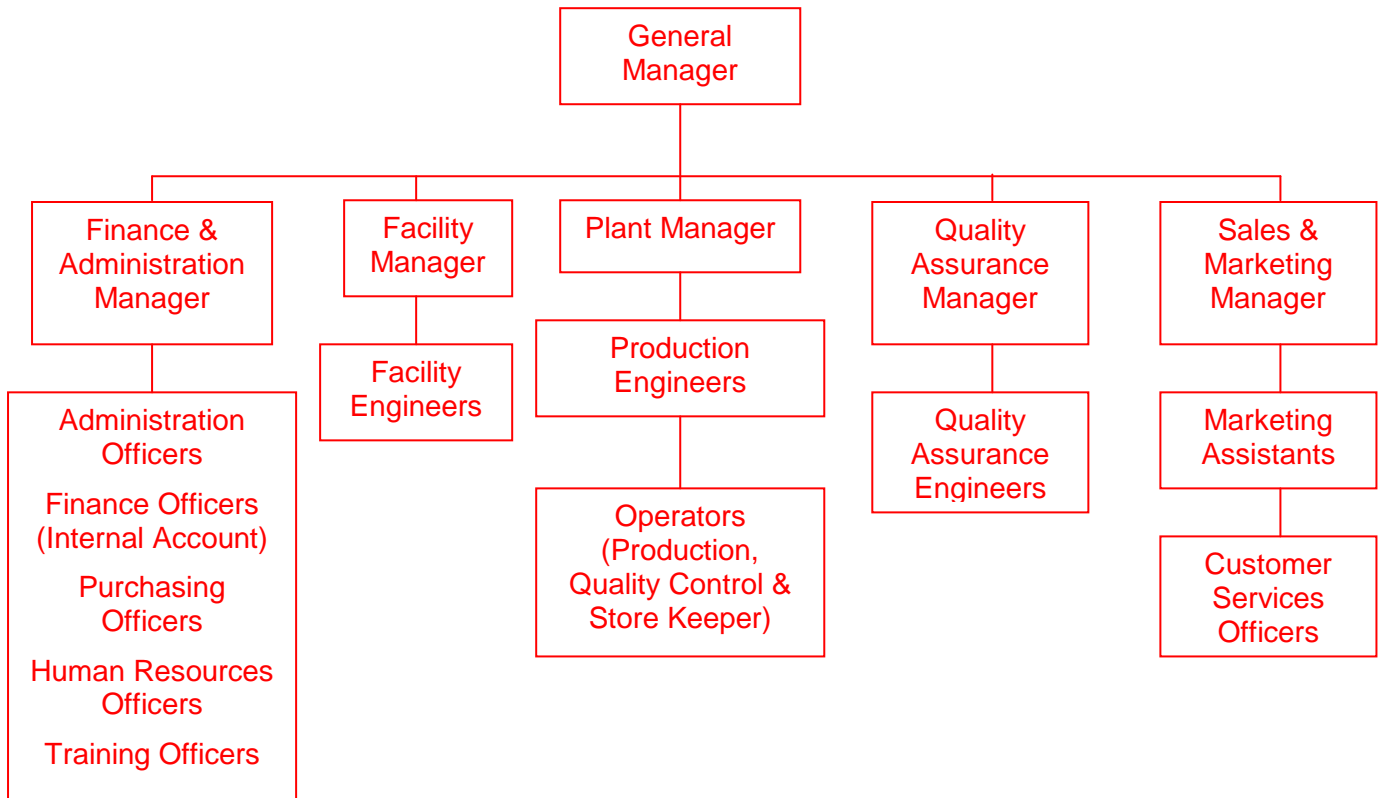 General
Manager
Finance &
Administration
Manager
Facility
Manager
Plant Manager
Quality
Assurance
Manager
Sales &
Marketing
Manager
Administration
Officers
Finance Officers
(Internal Account)
Purchasing
Officers
Human Resources
Officers
Training Officers
Facility
Engineers
Production
Engineers
Operators
(Production,
Quality Control &
Store Keeper)
Quality
Assurance
Engineers
Marketing
Assistants
Customer
Services
Officers